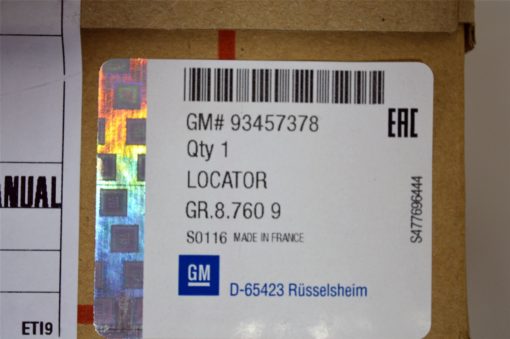 GM# 93457378
EAC
Qty 1
LOCATOR
GR.8.760 9
S0116 MADE IN FRANCE
GM
D-65423 Rüsselsheim
S477696444
ANUAL
ETI9